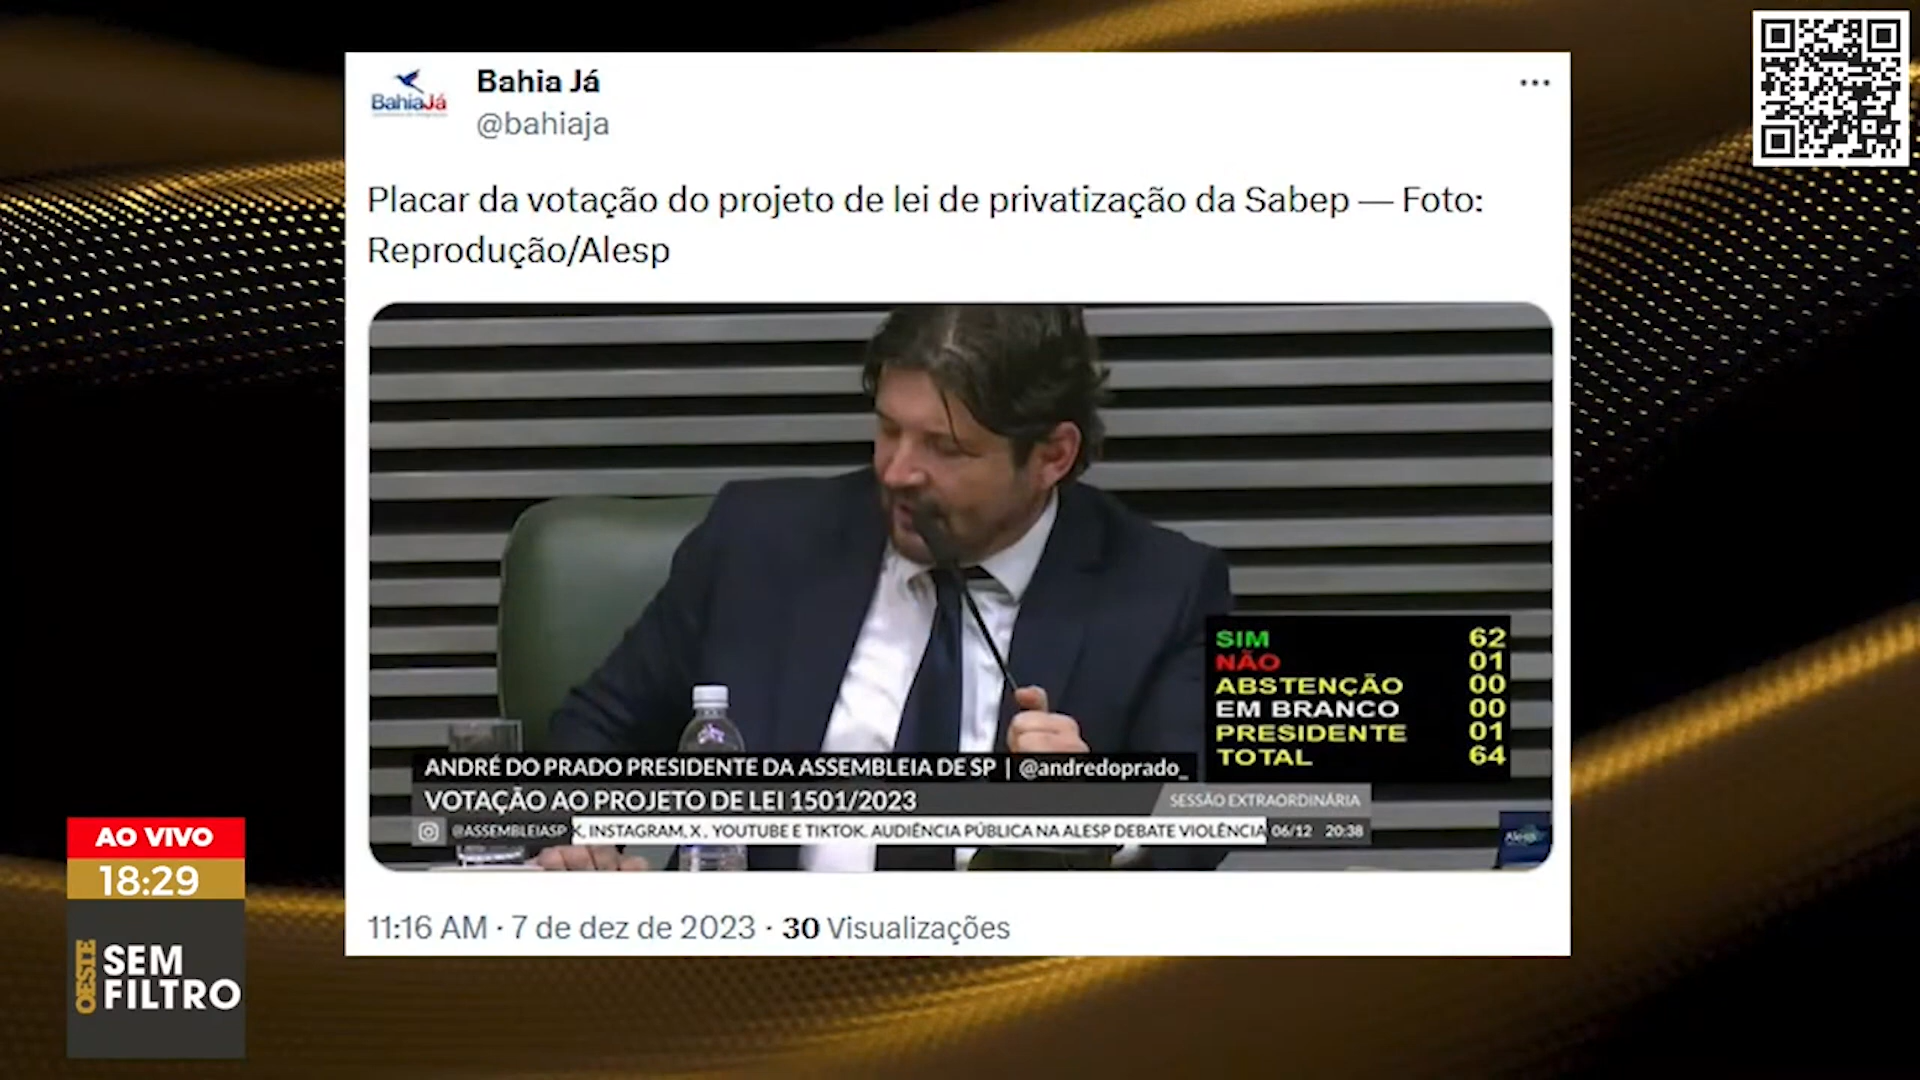 Bahia Já
@bahiaja
BahiaJá
Placar da votação do projeto de lei de privatização da Sabep — Foto:
Reprodução/Alesp
SIM 62
NÃO 01
ABSTENÇÃO 00
EM BRANCO 00
PRESIDENTE 01
TOTAL 64
ANDRÉ DO PRADO PRESIDENTE DA ASSEMBLEIA DE SP | @andredoprado_
VOTAÇÃO AO PROJETO DE LEI 1501/2023
SESSÃO EXTRAORDINÁRIA
@ASSEMBLEIASP K, INSTAGRAM, X , YOUTUBE E TIKTOK. AUDIÊNCIA PÚBLICA NA ALESP DEBATE VIOLÊNCIA 06/12 20:38
Alesp
11:16 AM · 7 de dez de 2023 · 30 Visualizações
AO VIVO
18:29
OESTE
SEM
FILTRO